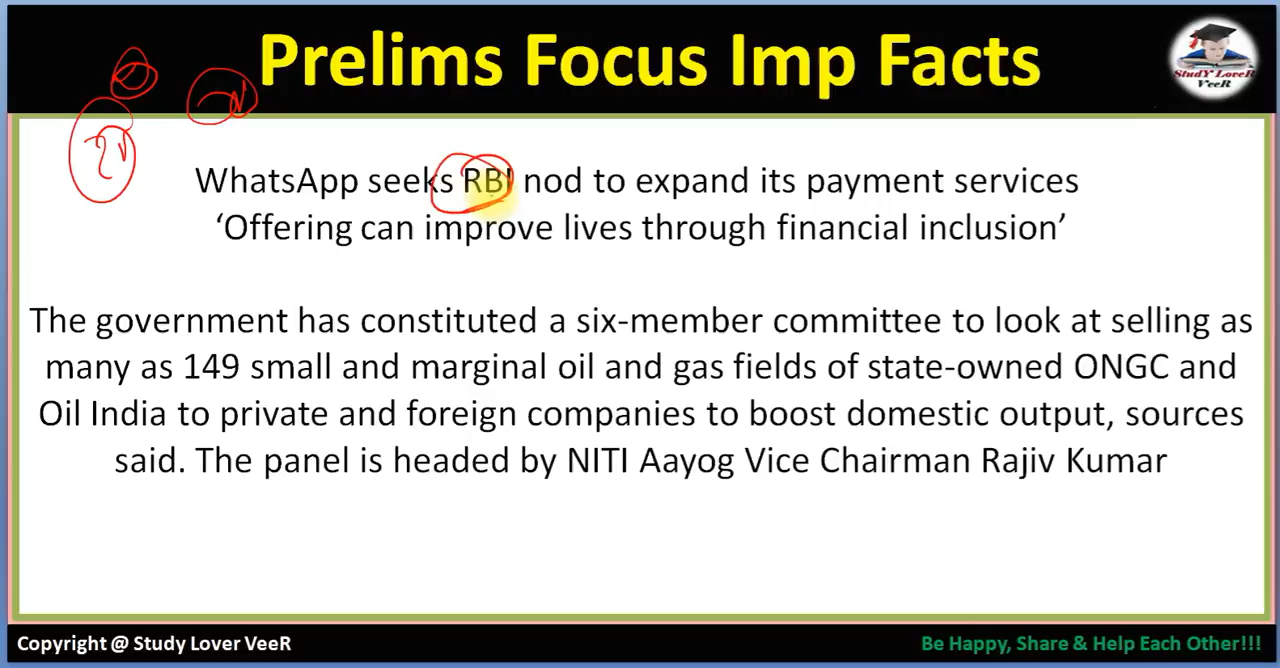 Prelims Focus Imp Facts
StudY LoveR
VeeR
WhatsApp seeks RBI nod to expand its payment services
‘Offering can improve lives through financial inclusion’
The government has constituted a six-member committee to look at selling as
many as 149 small and marginal oil and gas fields of state-owned ONGC and
Oil India to private and foreign companies to boost domestic output, sources
said. The panel is headed by NITI Aayog Vice Chairman Rajiv Kumar
Copyright @ Study Lover VeeR
Be Happy, Share & Help Each Other!!!